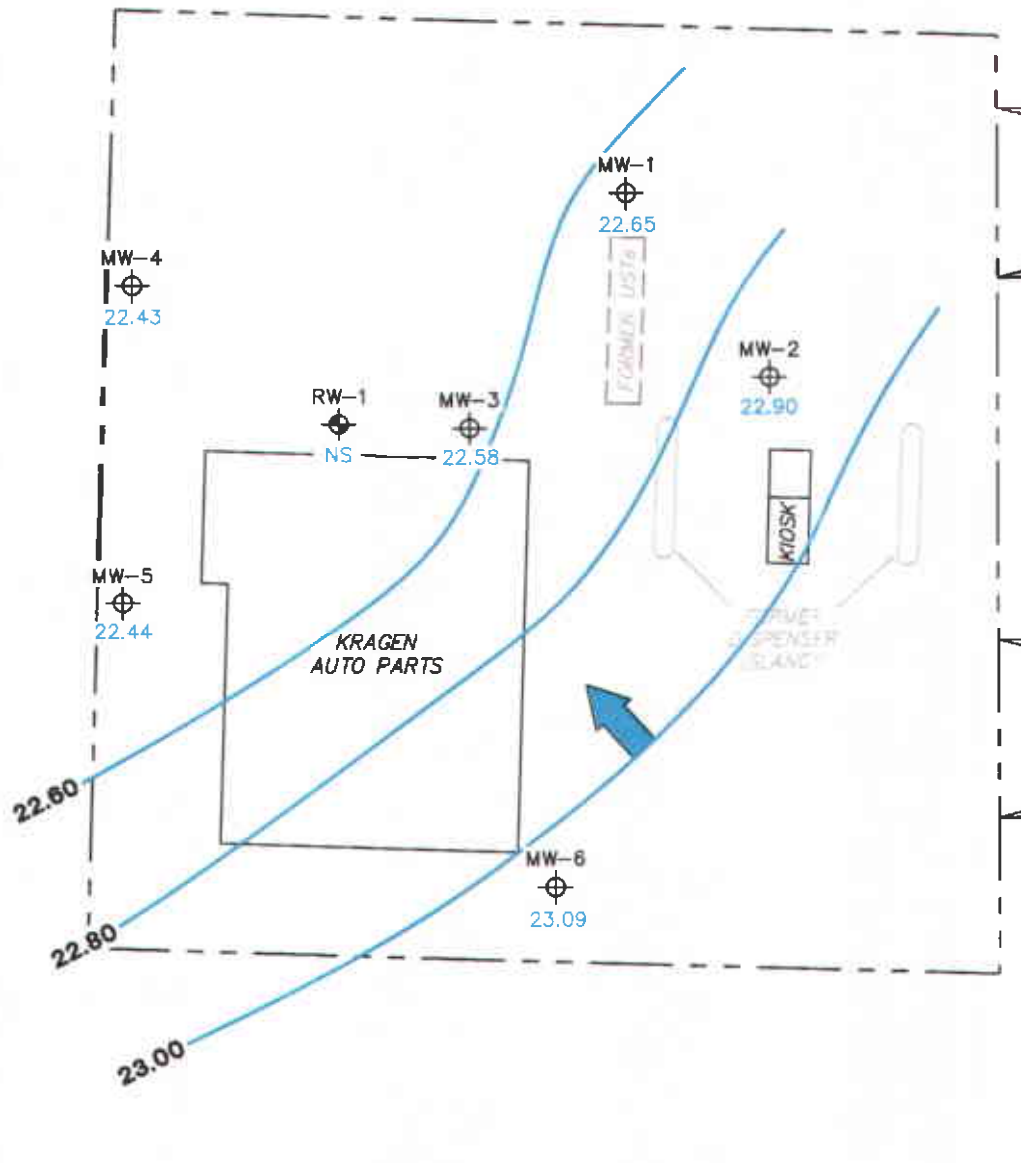 MW-1
22.65
FORMER USTs
MW-4
22.43
MW-2
22.90
RW-1
NS
MW-3
22.58
KIOSK
MW-5
22.44
KRAGEN
AUTO PARTS
DISPENSER
22.60
MW-6
23.09
22.80
23.00